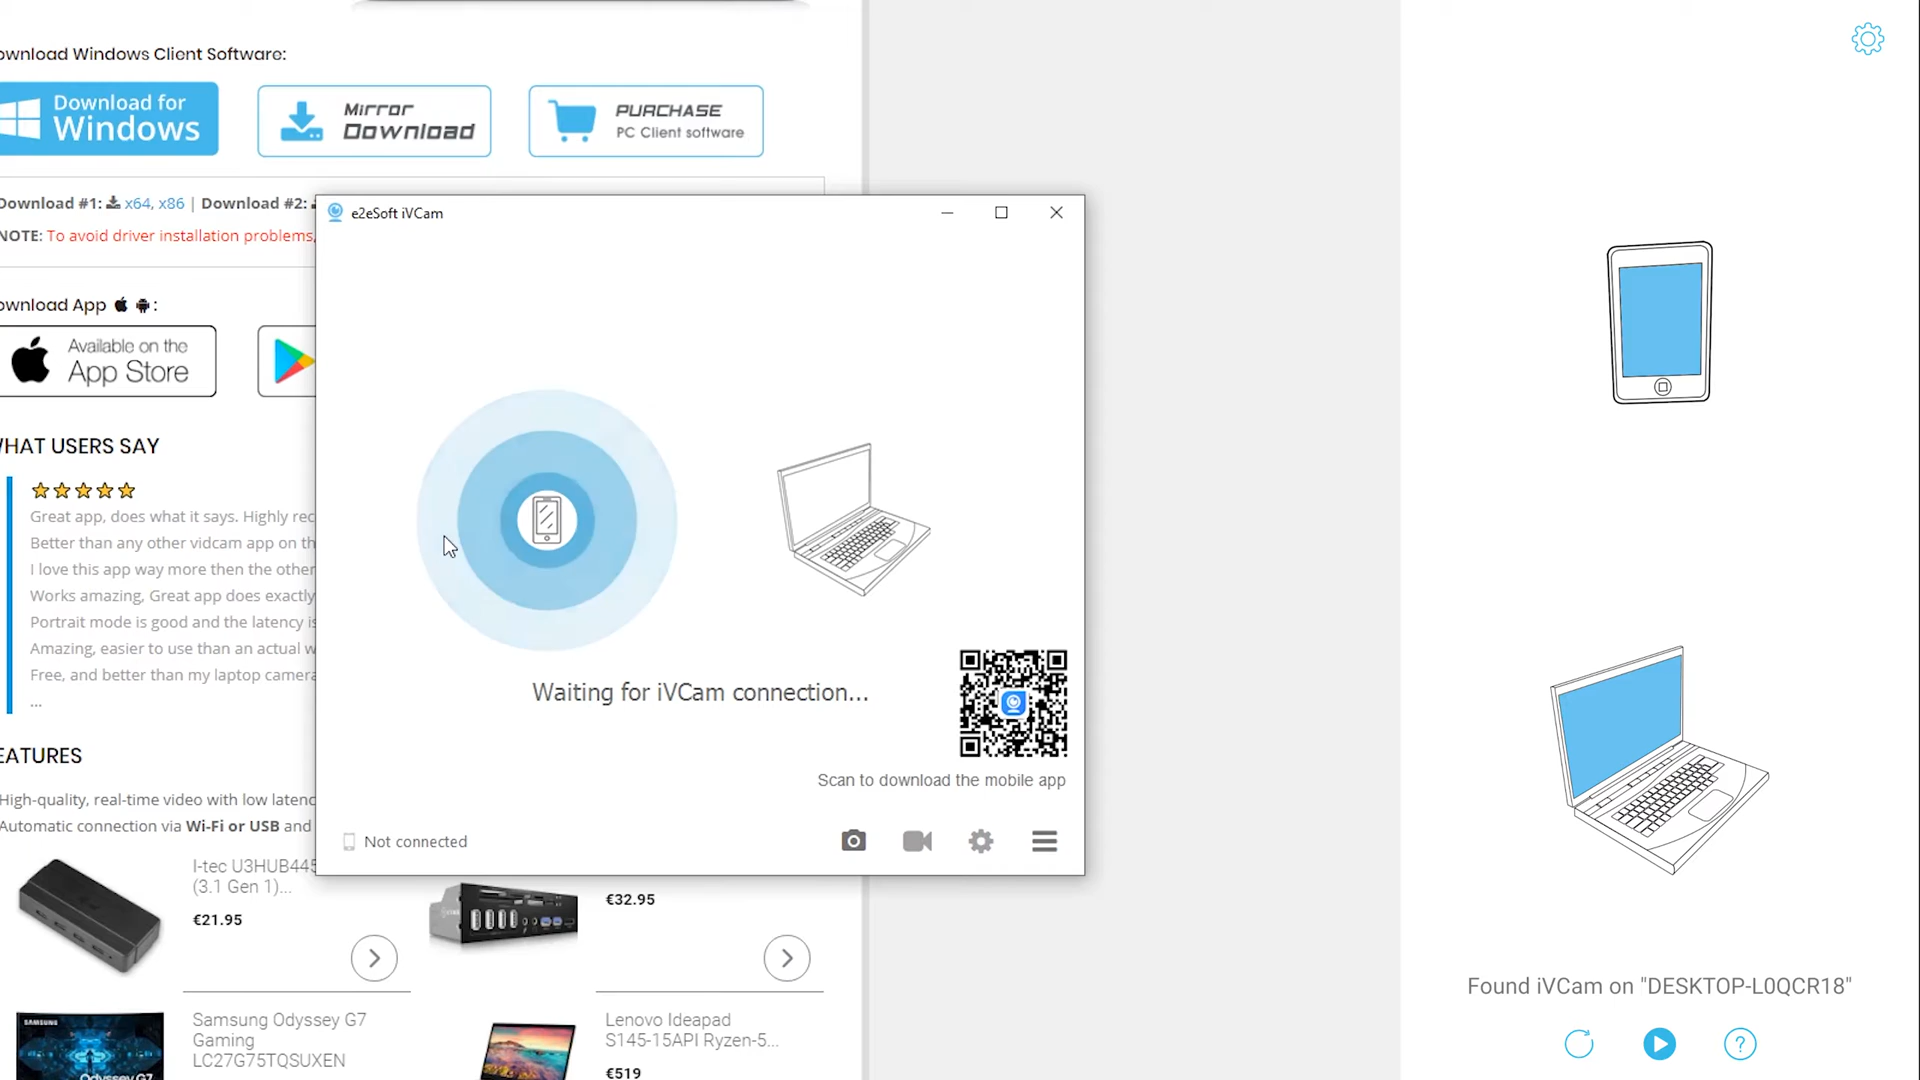 ownload Windows Client Software:
Download for
Windows
Mirror
Download
PURCHASE
PC Client software
Download #1: x64, x86 | Download #2:
NOTE: To avoid driver installation problems,
ownload App :
Available on the
App Store
WHAT USERS SAY
Great app, does what it says. Highly rec
Better than any other vidcam app on th
I love this app way more then the other
Works amazing, Great app does exactly
Portrait mode is good and the latency is
Amazing, easier to use than an actual w
Free, and better than my laptop camera
...
EATURES
High-quality, real-time video with low latenc
Automatic connection via Wi-Fi or USB and
I-tec U3HUB445
(3.1 Gen 1)...
€21.95
€32.95
SAMSUNG
Odyssey G7
Samsung Odyssey G7
Gaming
LC27G75TQSUXEN
Lenovo Ideapad
S145-15API Ryzen-5...
€519
e2eSoft iVCam
Waiting for iVCam connection...
Scan to download the mobile app
Not connected
Found iVCam on "DESKTOP-L0QCR18"
?